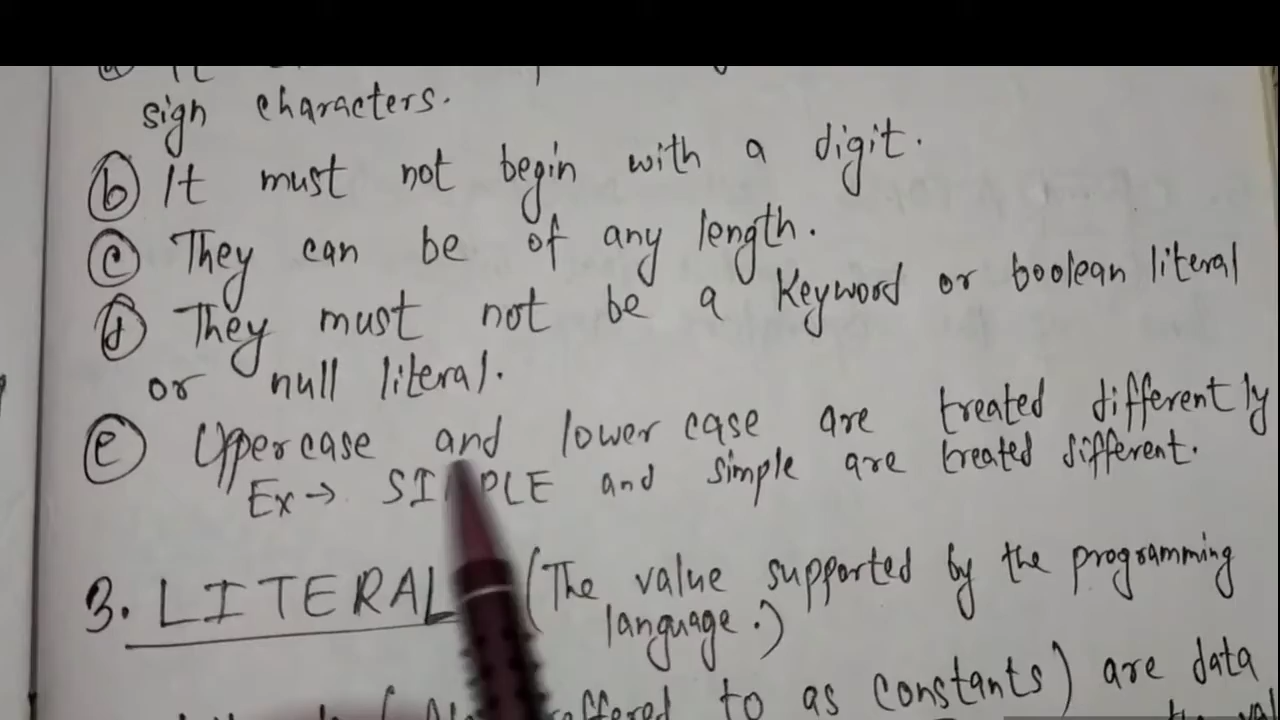 sign characters.
(b) It must not begin with a digit.
(c) They can be of any length.
(d) They must not be a Keyword or boolean literal
or null literal.
(e) Uppercase and lower case are treated differently
Ex → SIMPLE and simple are treated different.
3. LITERAL (The value supported by the programming
language.)
to as constants) are data